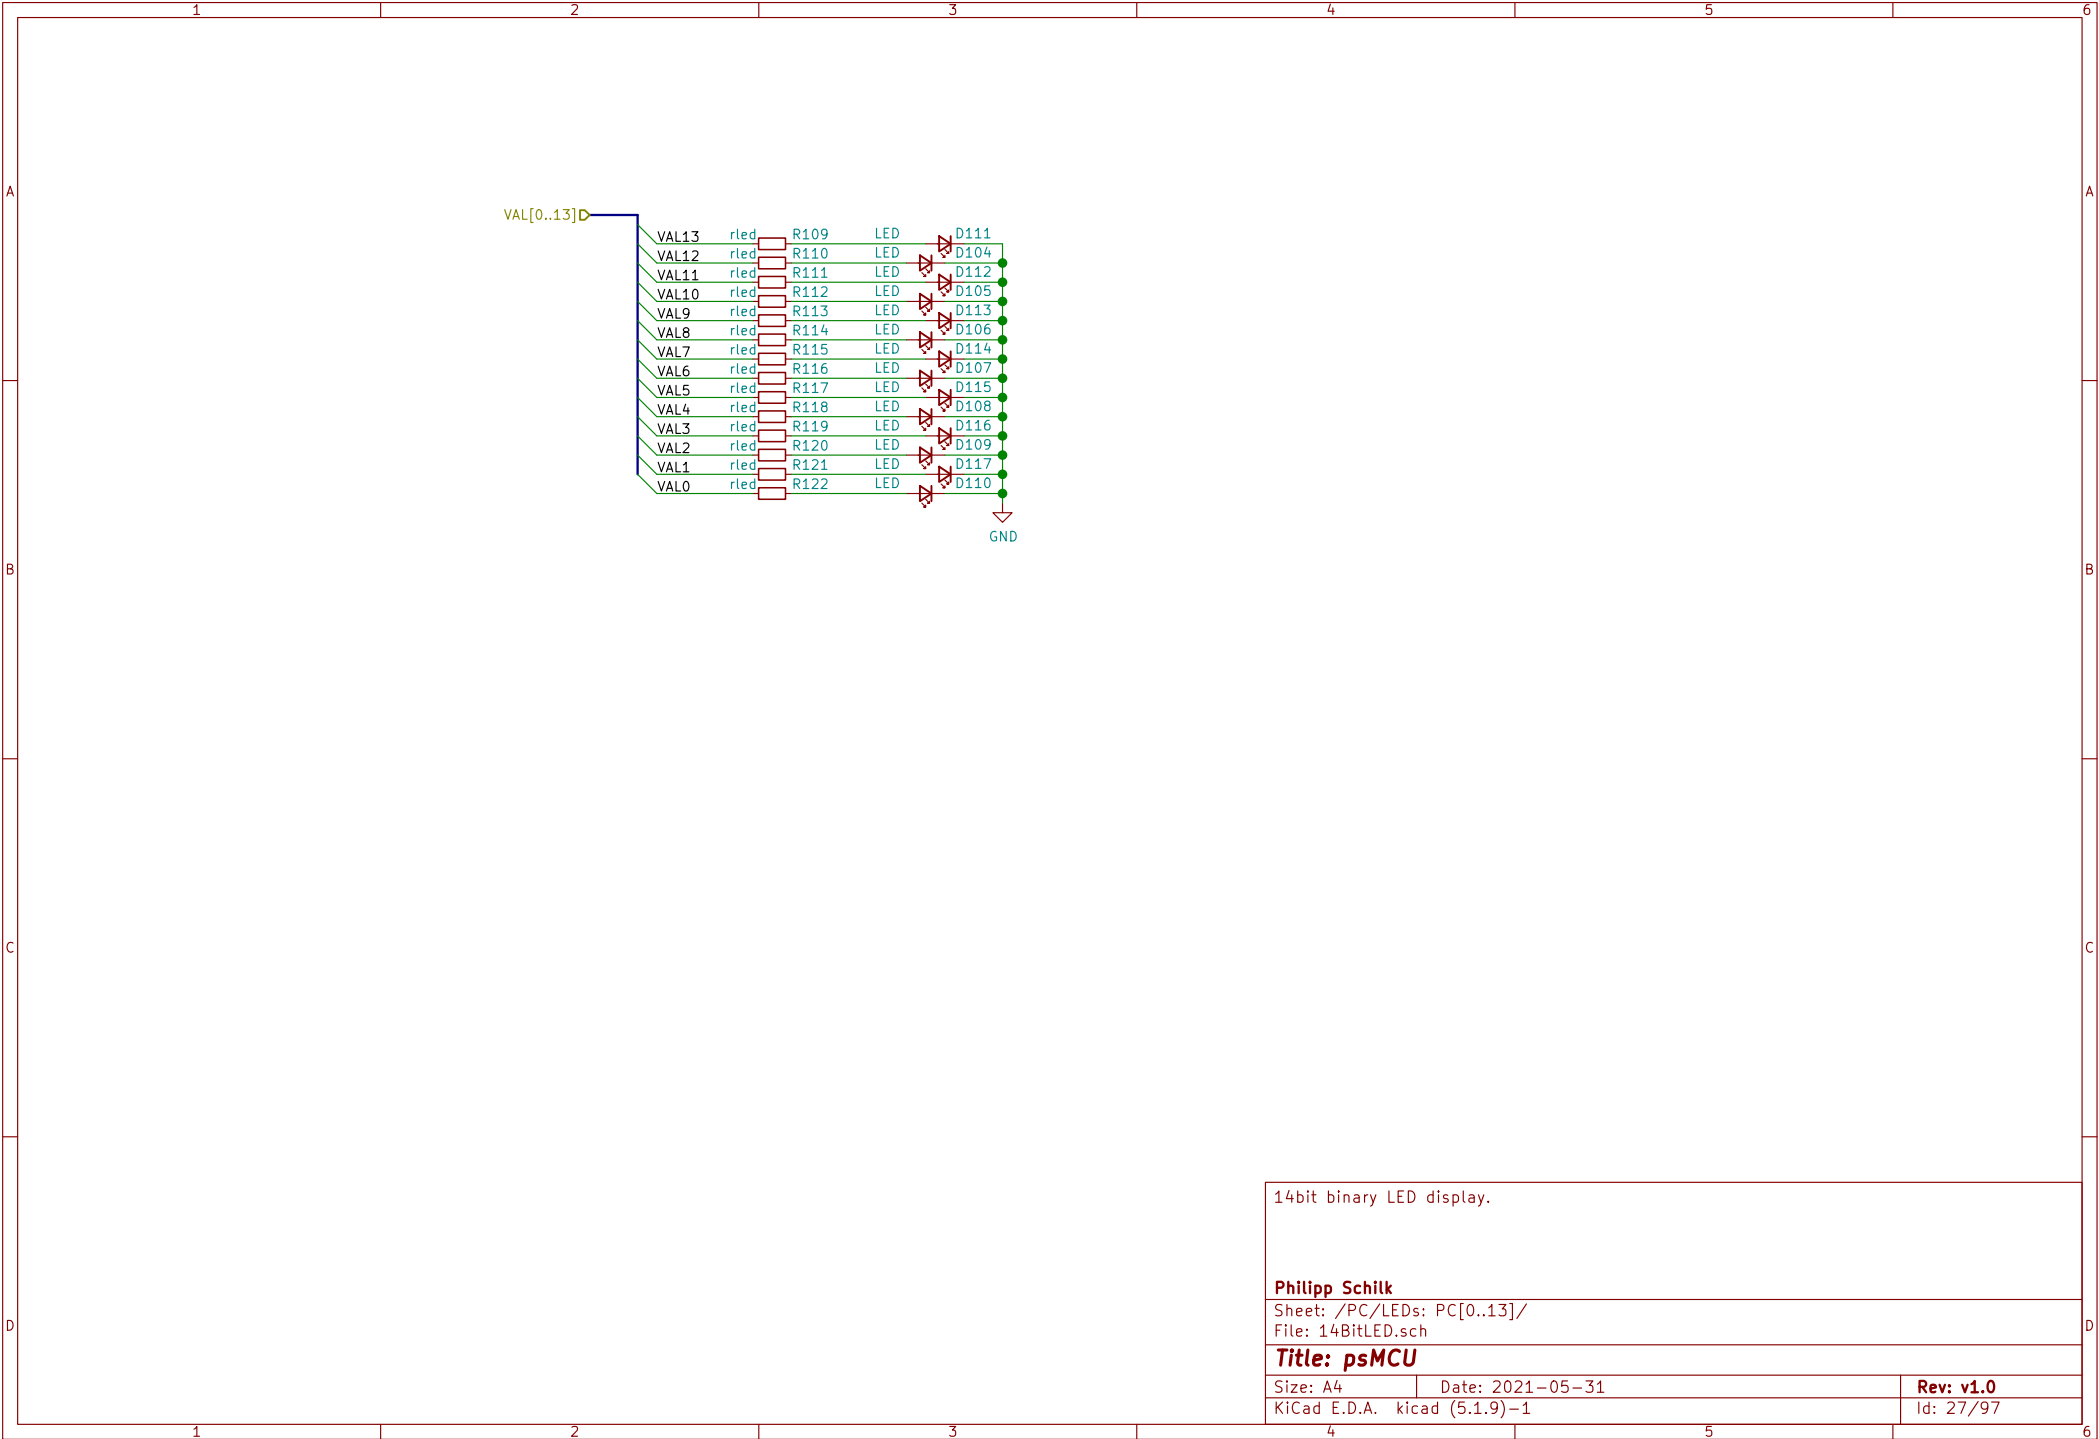 1 2 3 4 5 6
A A
VAL[0..13]
VAL13 rled R109 LED D111
VAL12 rled R110 LED D104
VAL11 rled R111 LED D112
VAL10 rled R112 LED D105
VAL9 rled R113 LED D113
VAL8 rled R114 LED D106
VAL7 rled R115 LED D114
VAL6 rled R116 LED D107
VAL5 rled R117 LED D115
VAL4 rled R118 LED D108
VAL3 rled R119 LED D116
VAL2 rled R120 LED D109
VAL1 rled R121 LED D117
VAL0 rled R122 LED D110
GND
B B
C C
14bit binary LED display.
Philipp Schilk
Sheet: /PC/LEDs: PC[0..13]/
D D
File: 14BitLED.sch
Title: psMCU
Size: A4 Date: 2021-05-31 Rev: v1.0
KiCad E.D.A. kicad (5.1.9)-1 Id: 27/97
1 2 3 4 5 6